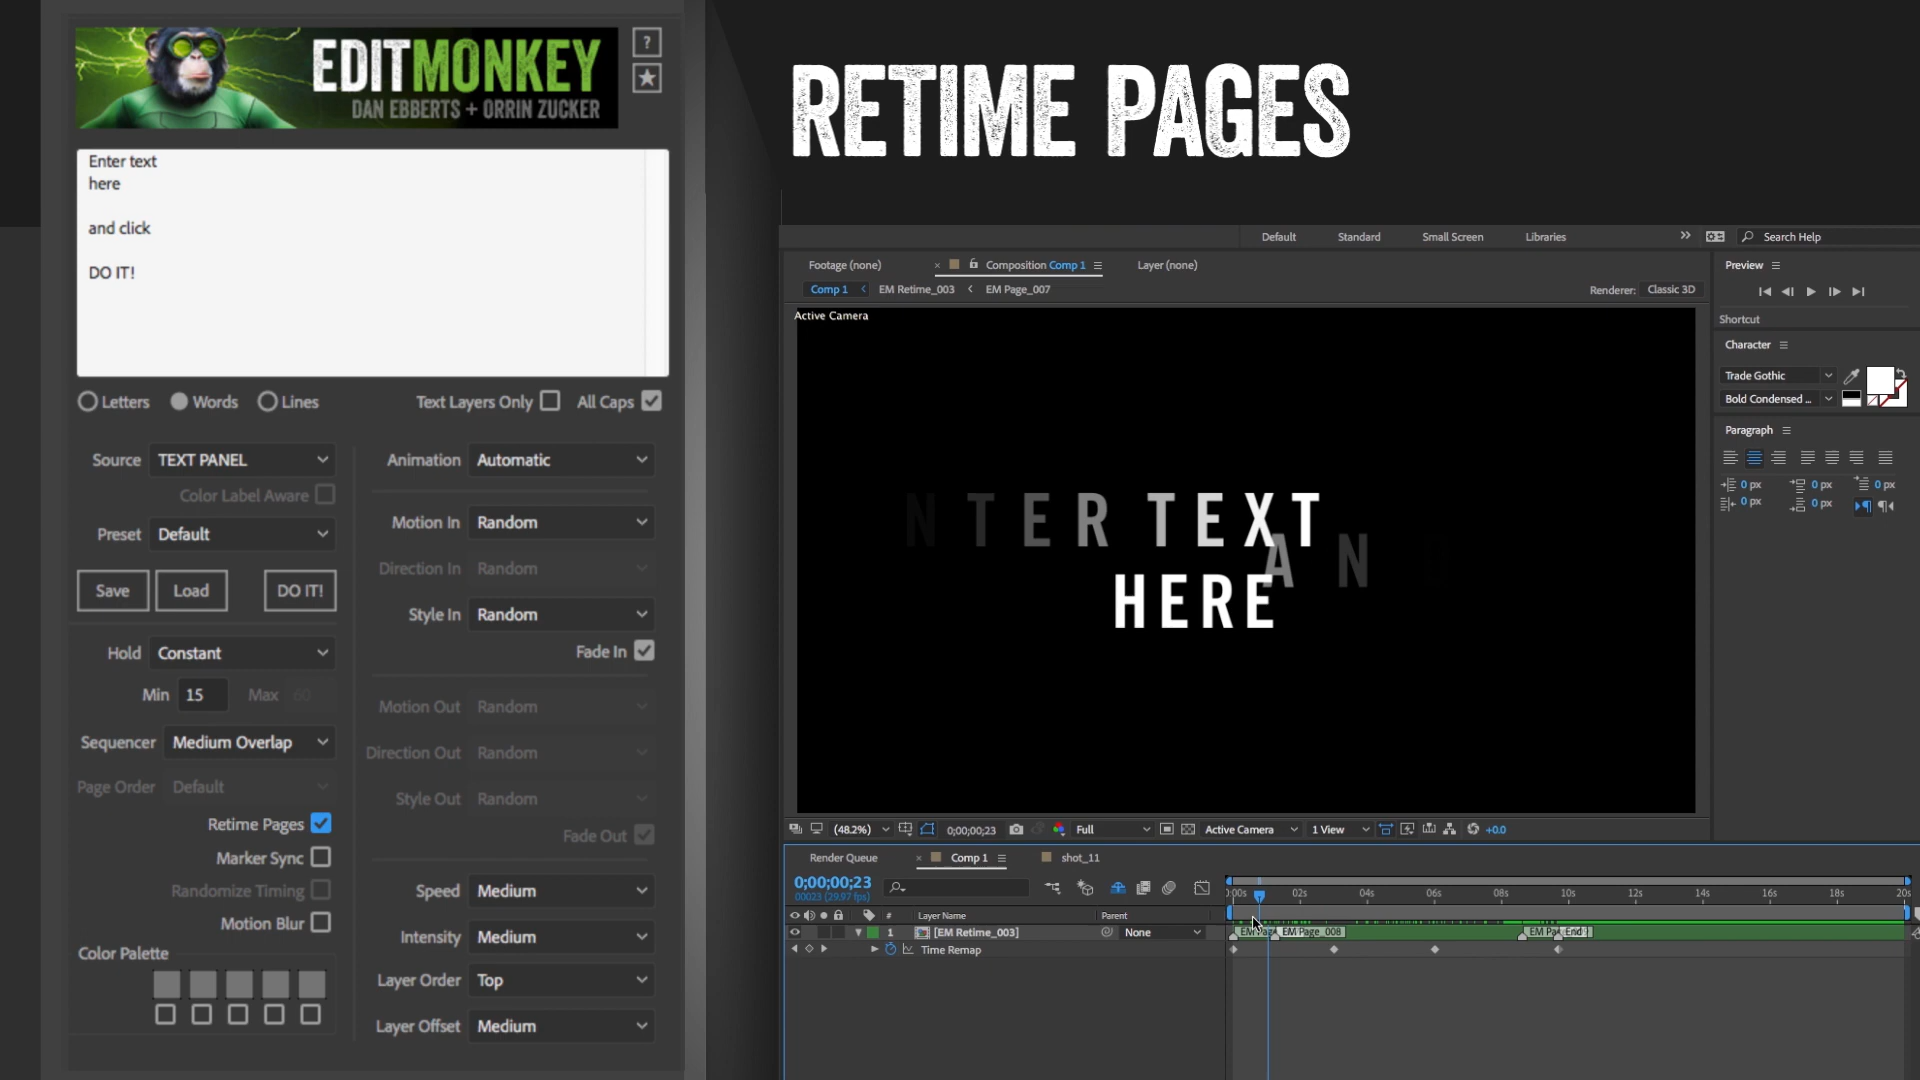 EDITMONKEY
DAN EBBERTS + ORRIN ZUCKER
?
Enter text
here
and click
DO IT!
Letters
Words
Lines
Text Layers Only
All Caps
Source
TEXT PANEL
Color Label Aware
Preset
Default
Save
Load
DO IT!
Hold
Constant
Min
15
Max
60
Sequencer
Medium Overlap
Page Order
Default
Retime Pages
Marker Sync
Randomize Timing
Motion Blur
Color Palette
Animation
Automatic
Motion In
Random
Direction In
Random
Style In
Random
Fade In
Motion Out
Random
Direction Out
Random
Style Out
Random
Fade Out
Speed
Medium
Intensity
Medium
Layer Order
Top
Layer Offset
Medium
RETIME PAGES
Default
Standard
Small Screen
Libraries
Search Help
Footage (none)
Composition Comp 1
Layer (none)
Comp 1
EM Retime_003
EM Page_007
Renderer:
Classic 3D
Active Camera
NTER TEXT
AN
HERE
(48.2%)
0;00;00;23
Full
Active Camera
1 View
+0.0
Preview
Shortcut
Character
Trade Gothic
Bold Condensed ...
Paragraph
0 px
0 px
0 px
0 px
0 px
Render Queue
Comp 1
shot_11
0;00;00;23
00023 (29.97 fps)
0:00s
02s
04s
06s
08s
10s
12s
14s
16s
18s
20s
#
Layer Name
Parent
1
[EM Retime_003]
None
EM Page_008
End
Time Remap